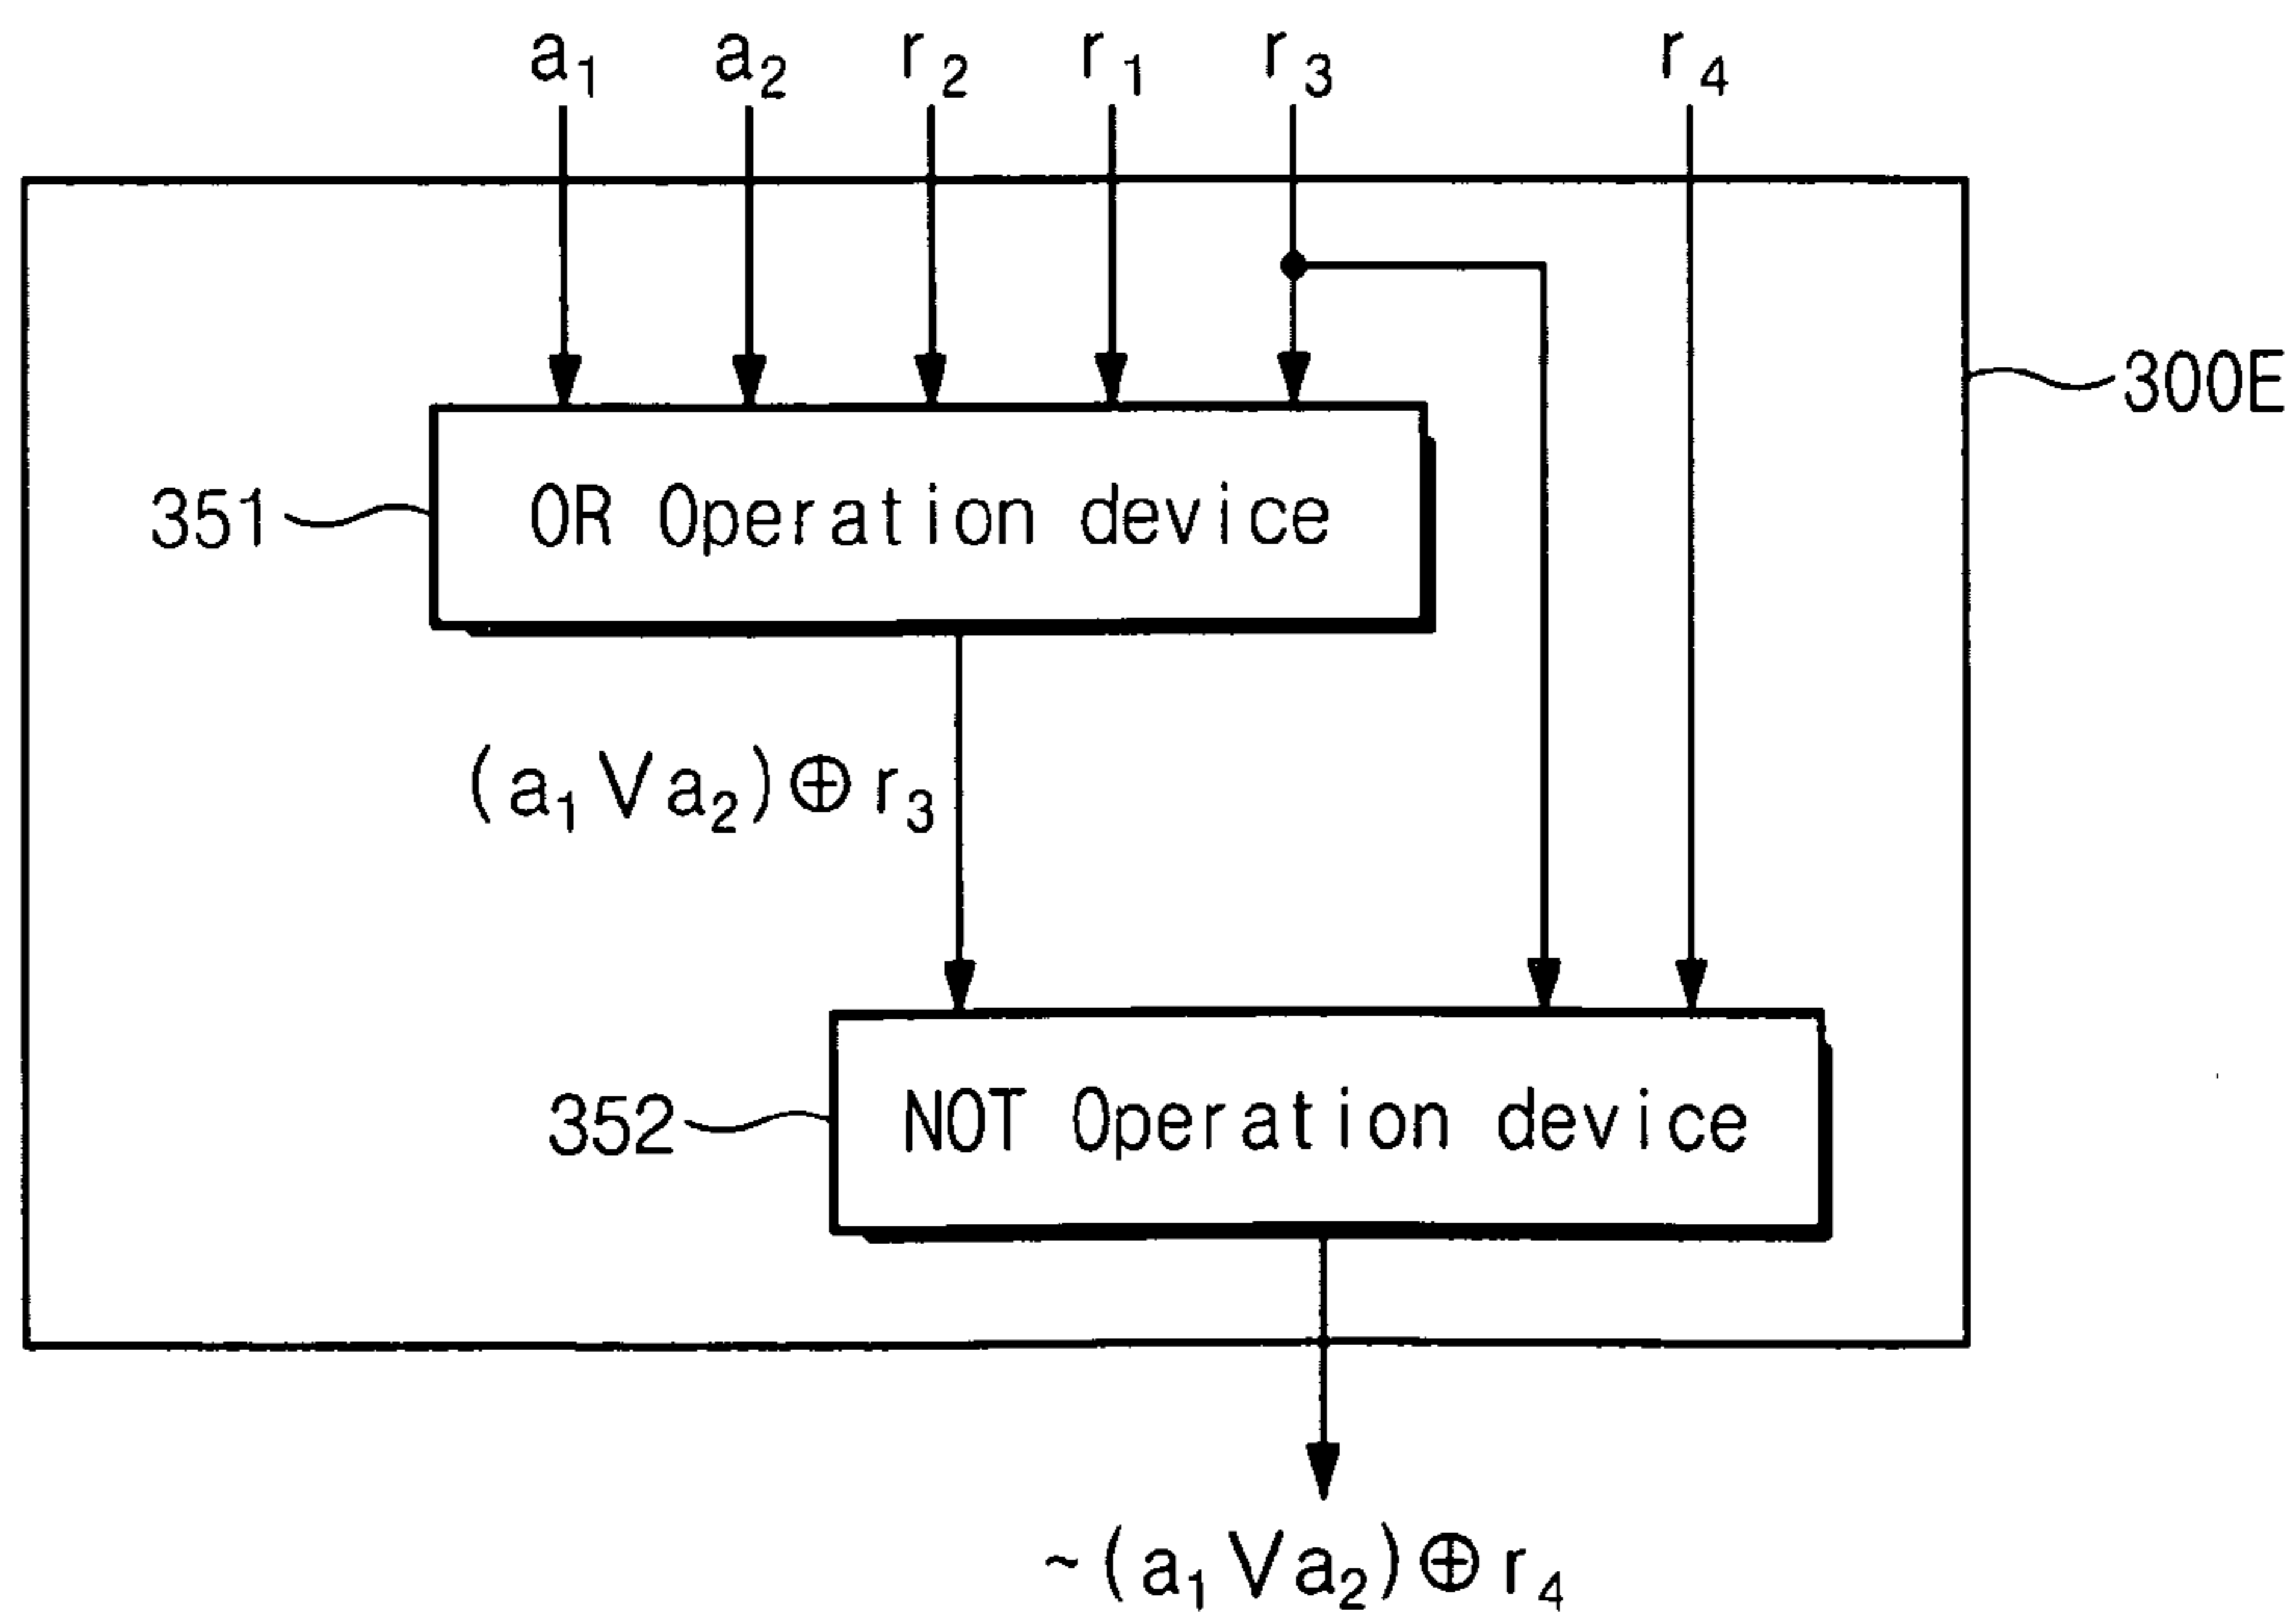 a₁ a₂ r₂ r₁ r₃ r₄
300E
351 OR Operation device
(a₁Va₂)⊕r₃
352 NOT Operation device
~(a₁Va₂)⊕r₄